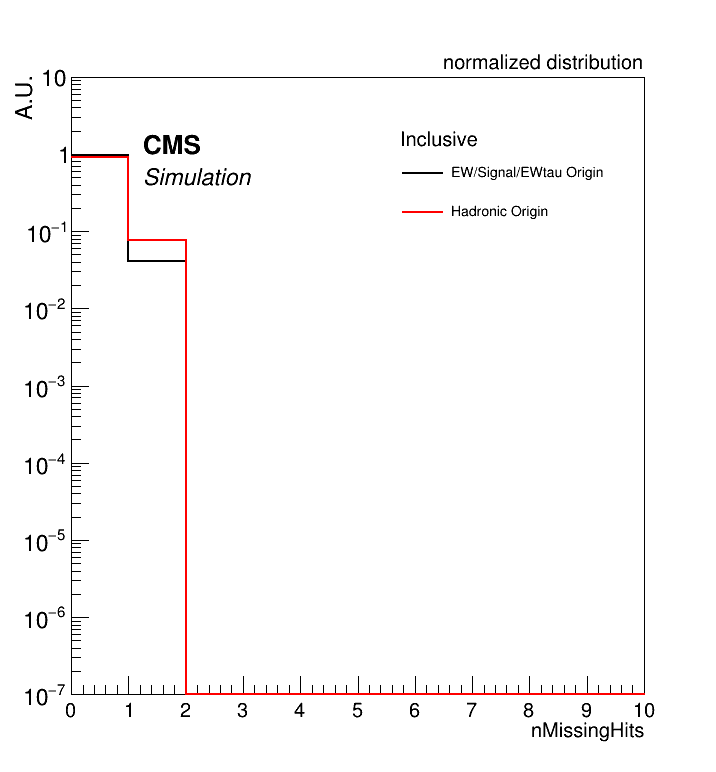 normalized distribution
A.U.
10
1
10⁻¹
10⁻²
10⁻³
10⁻⁴
10⁻⁵
10⁻⁶
10⁻⁷
CMS
Simulation
Inclusive
EW/Signal/EWtau Origin
Hadronic Origin
0 1 2 3 4 5 6 7 8 9 10
nMissingHits